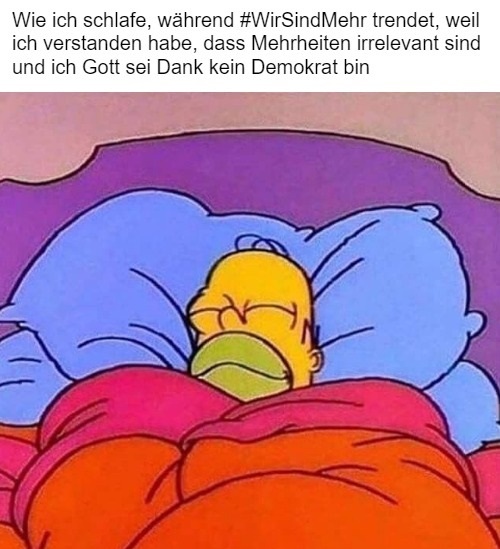 Wie ich schlafe, während #WirSindMehr trendet, weil
ich verstanden habe, dass Mehrheiten irrelevant sind
und ich Gott sei Dank kein Demokrat bin